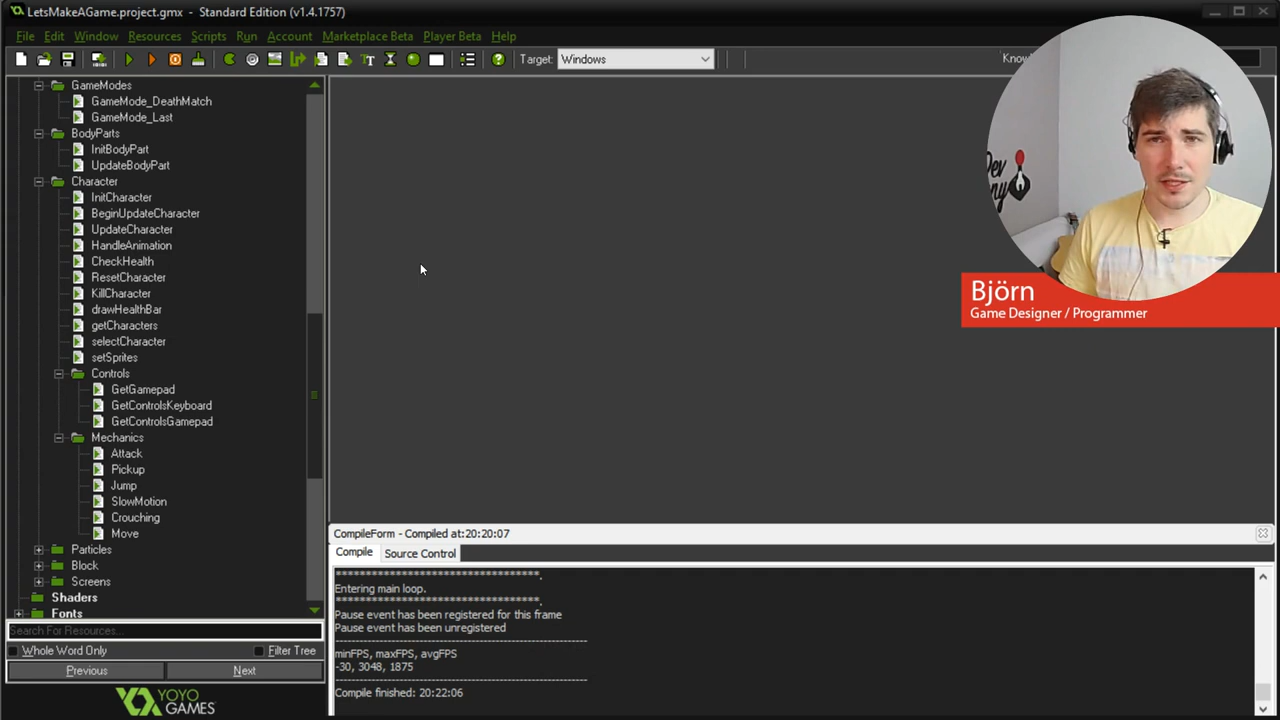 LetsMakeAGame.project.gmx - Standard Edition (v1.4.1757)
File Edit Window Resources Scripts Run Account Marketplace Beta Player Beta Help
Target: Windows
GameModes
GameMode_DeathMatch
GameMode_Last
BodyParts
InitBodyPart
UpdateBodyPart
Character
InitCharacter
BeginUpdateCharacter
UpdateCharacter
HandleAnimation
CheckHealth
ResetCharacter
KillCharacter
drawHealthBar
getCharacters
selectCharacter
setSprites
Controls
GetGamepad
GetControlsKeyboard
GetControlsGamepad
Mechanics
Attack
Pickup
Jump
SlowMotion
Crouching
Move
Particles
Block
Screens
Shaders
Fonts
Search For Resources...
Whole Word Only Filter Tree
Previous Next
YOYO
GAMES
Björn
Game Designer / Programmer
CompileForm - Compiled at:20:20:07
Compile Source Control
***********************************.
Entering main loop.
***********************************.
Pause event has been registered for this frame
Pause event has been unregistered
minFPS, maxFPS, avgFPS
-30, 3048, 1875
Compile finished: 20:22:06